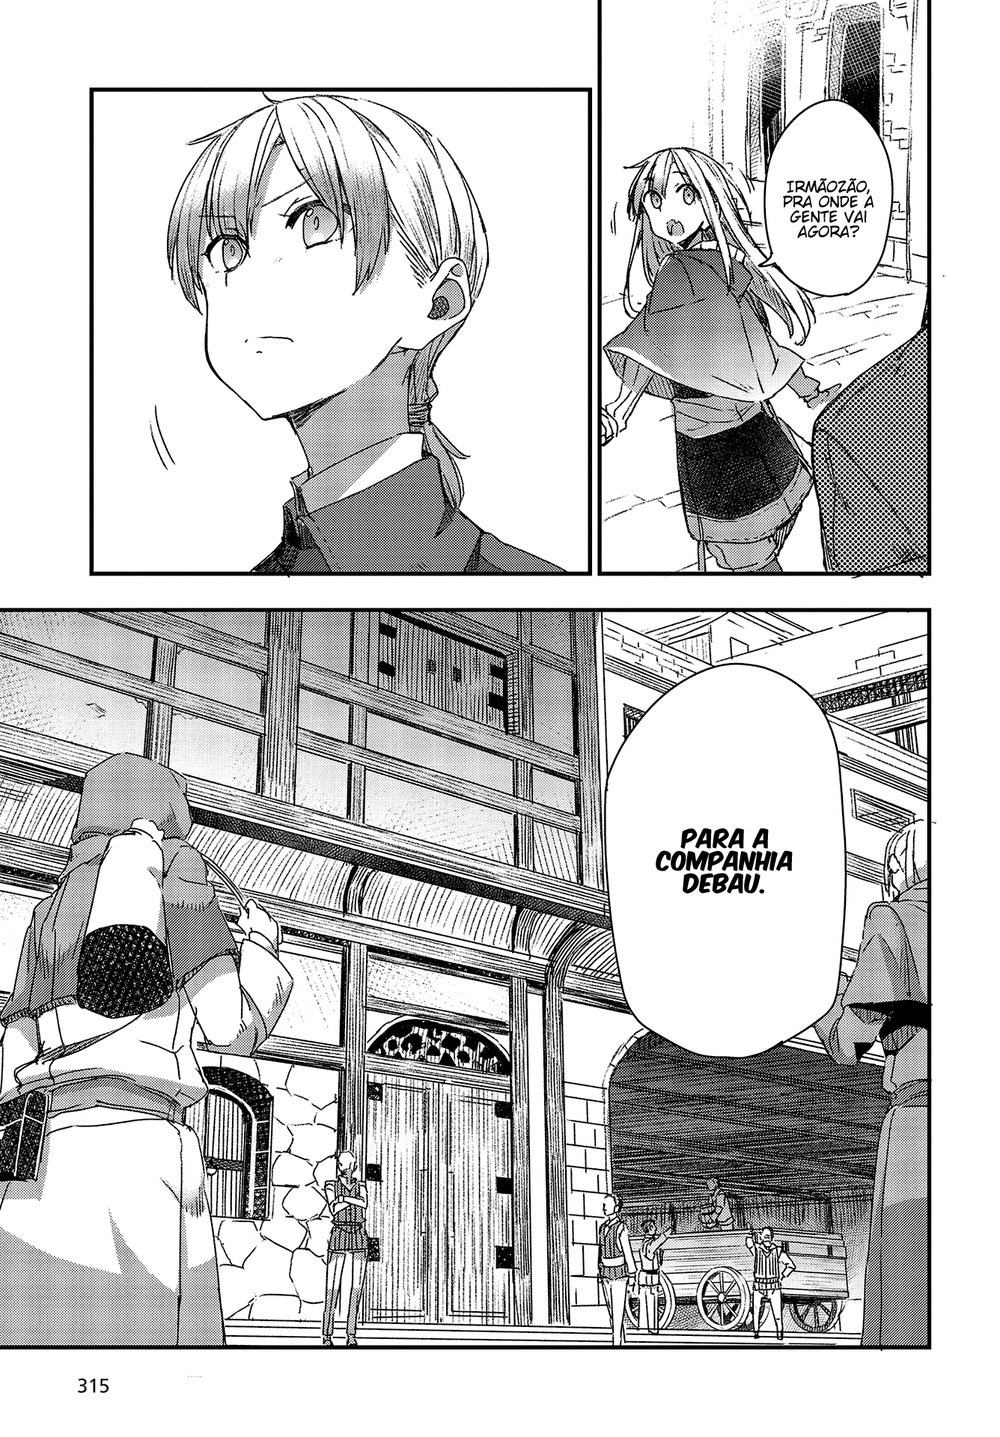 IRMÃOZÃO,
PRA ONDE A
GENTE VAI
AGORA?
PARA A
COMPANHIA
DEBAU.
315